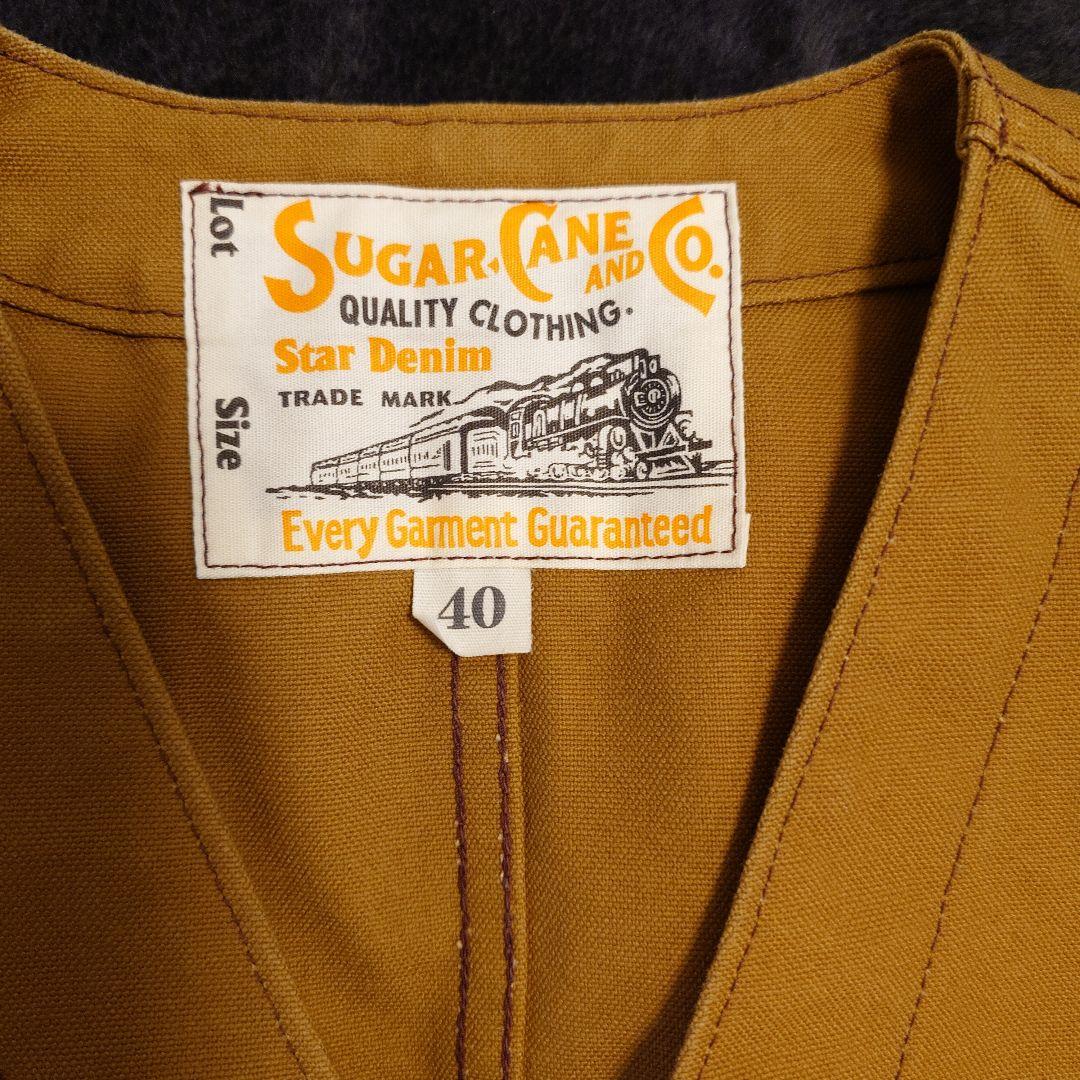 Lot
Size
SUGAR CANE AND CO.
QUALITY CLOTHING.
Star Denim
TRADE MARK
Every Garment Guaranteed
40